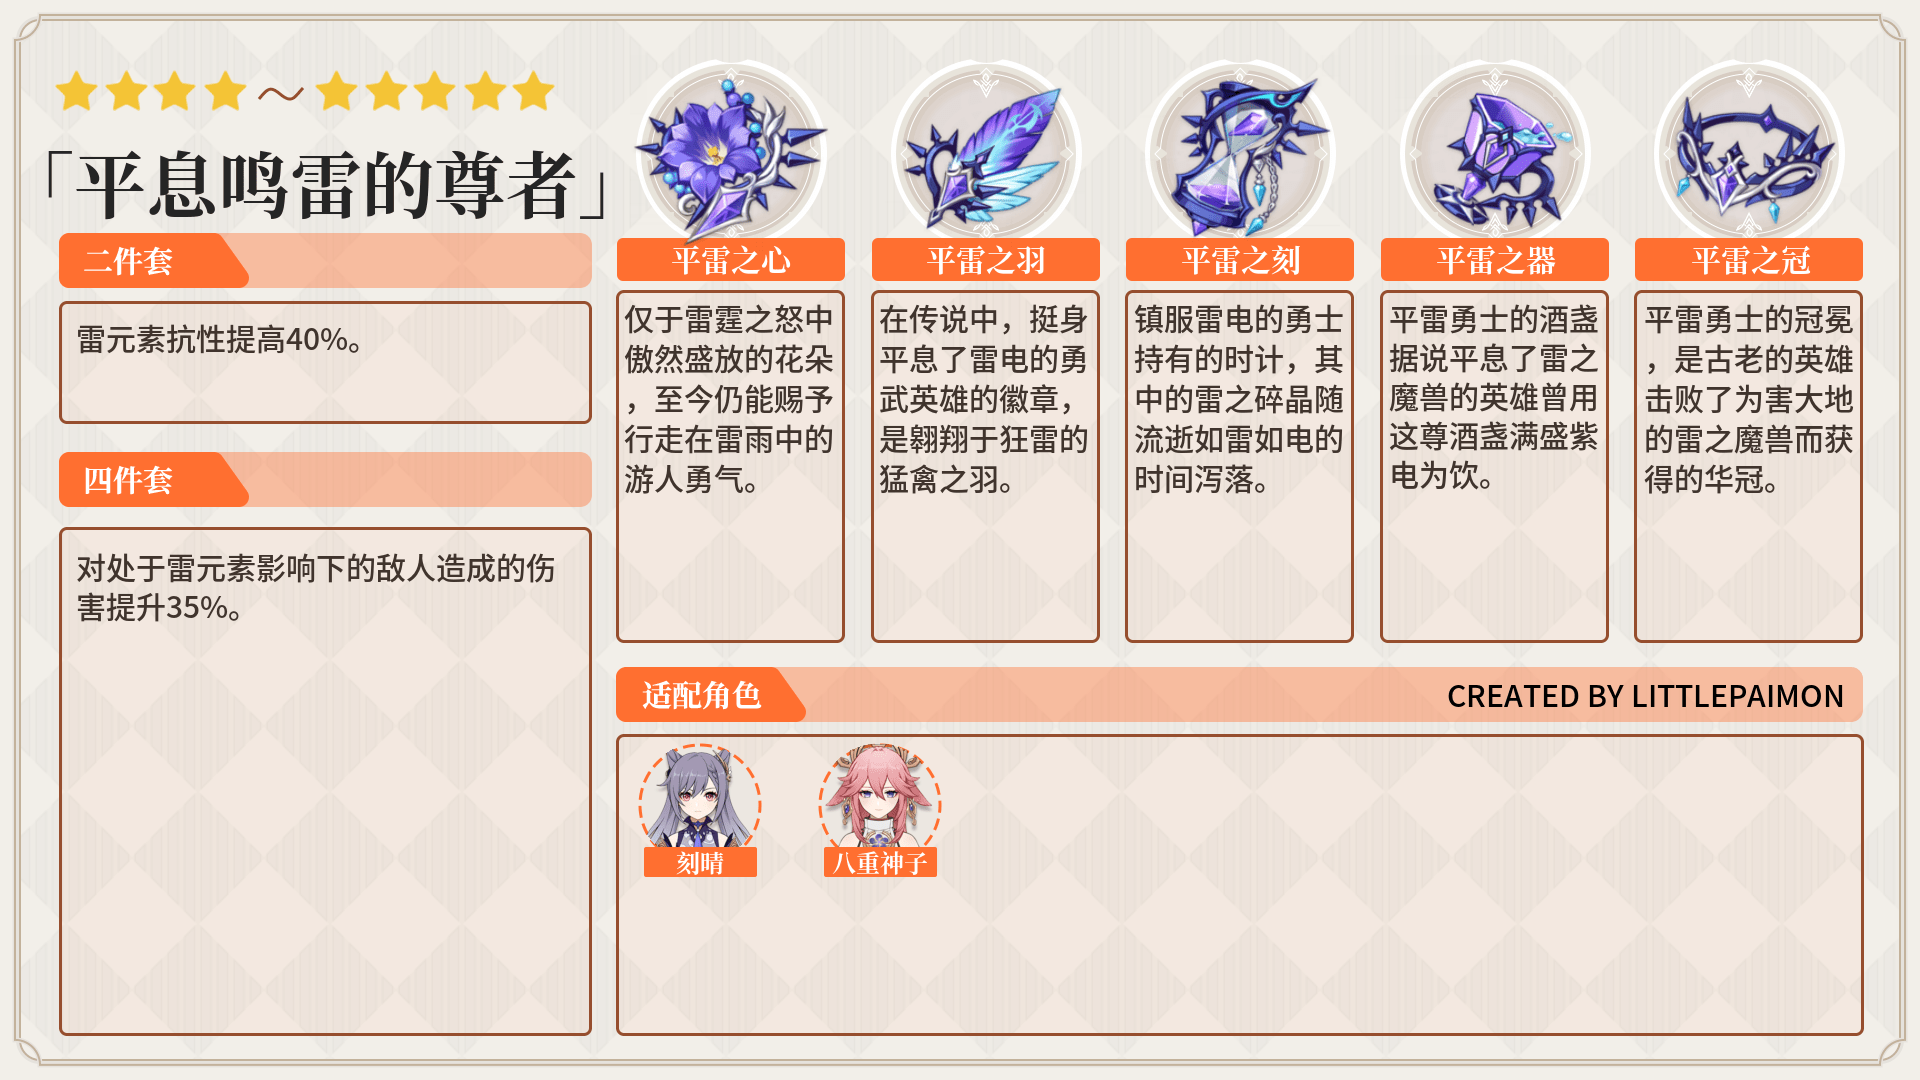 「平息鸣雷的尊者」
二件套
雷元素抗性提高40%。
四件套
对处于雷元素影响下的敌人造成的伤
害提升35%。
平雷之心
仅于雷霆之怒中
傲然盛放的花朵
，至今仍能赐予
行走在雷雨中的
游人勇气。
平雷之羽
在传说中，挺身
平息了雷电的勇
武英雄的徽章，
是翱翔于狂雷的
猛禽之羽。
平雷之刻
镇服雷电的勇士
持有的时计，其
中的雷之碎晶随
流逝如雷如电的
时间泻落。
平雷之器
平雷勇士的酒盏
据说平息了雷之
魔兽的英雄曾用
这尊酒盏满盛紫
电为饮。
平雷之冠
平雷勇士的冠冕
，是古老的英雄
击败了为害大地
的雷之魔兽而获
得的华冠。
适配角色
CREATED BY LITTLEPAIMON
刻晴
八重神子